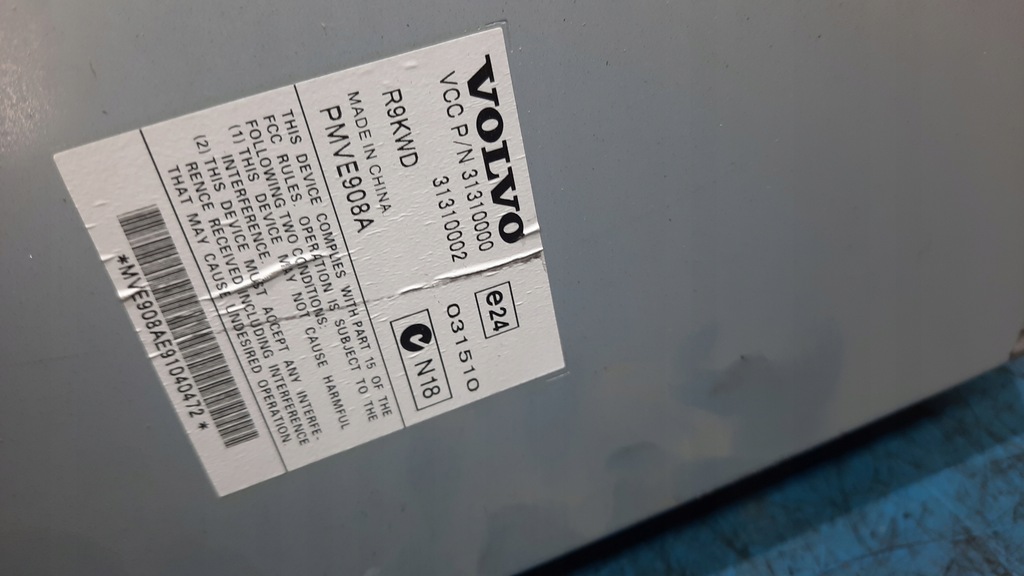 VOLVO
VCC P/N 31310000
31310002
e24
031510
R9KWD
N18
MADE IN CHINA
PMVE908A
THIS DEVICE COMPLIES WITH PART 15 OF THE
FCC RULES. OPERATION IS SUBJECT TO THE
FOLLOWING TWO CONDITIONS:
(1) THIS DEVICE MAY NOT CAUSE HARMFUL
INTERFERENCE.
(2) THIS DEVICE MUST ACCEPT ANY INTERFE-
RENCE RECEIVED INCLUDING INTERFERENCE
THAT MAY CAUSE UNDESIRED OPERATION.
*MVE908AE91040472*